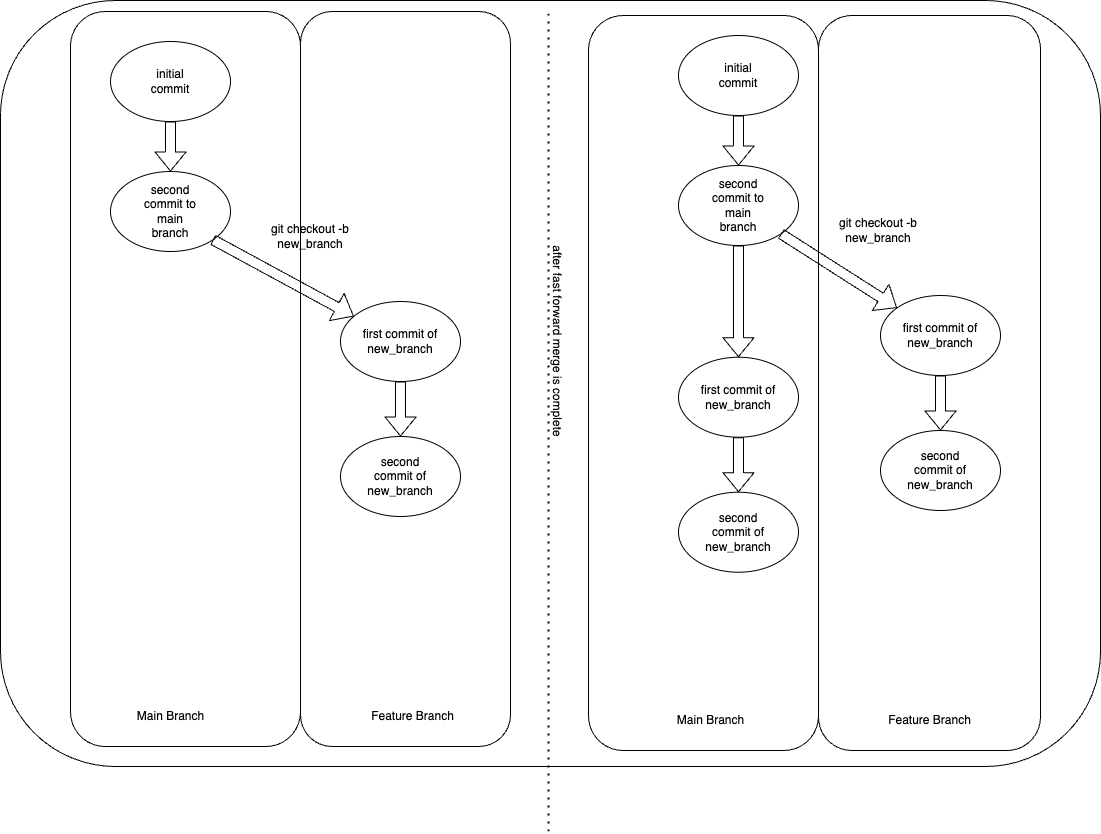 initial
commit
second
commit to
main
branch
git checkout -b
new_branch
first commit of
new_branch
second
commit of
new_branch
Main Branch
Feature Branch
after fast forward merge is complete
initial
commit
second
commit to
main
branch
git checkout -b
new_branch
first commit of
new_branch
second
commit of
new_branch
first commit of
new_branch
second
commit of
new_branch
Main Branch
Feature Branch